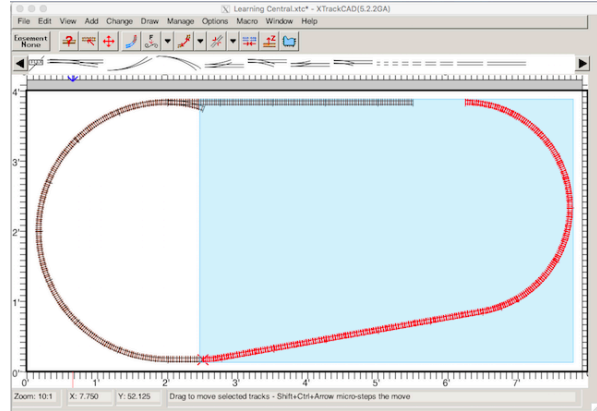 Learning Central.xtc* - XTrackCAD(5.2.2GA)
File Edit View Add Change Draw Manage Options Macro Window Help
Easement
None
4'
3'
2'
1'
0'
0' 1' 2' 3' 4' 5' 6' 7'
Zoom: 10:1 X: 7.750 Y: 52.125 Drag to move selected tracks - Shift+Ctrl+Arrow micro-steps the move